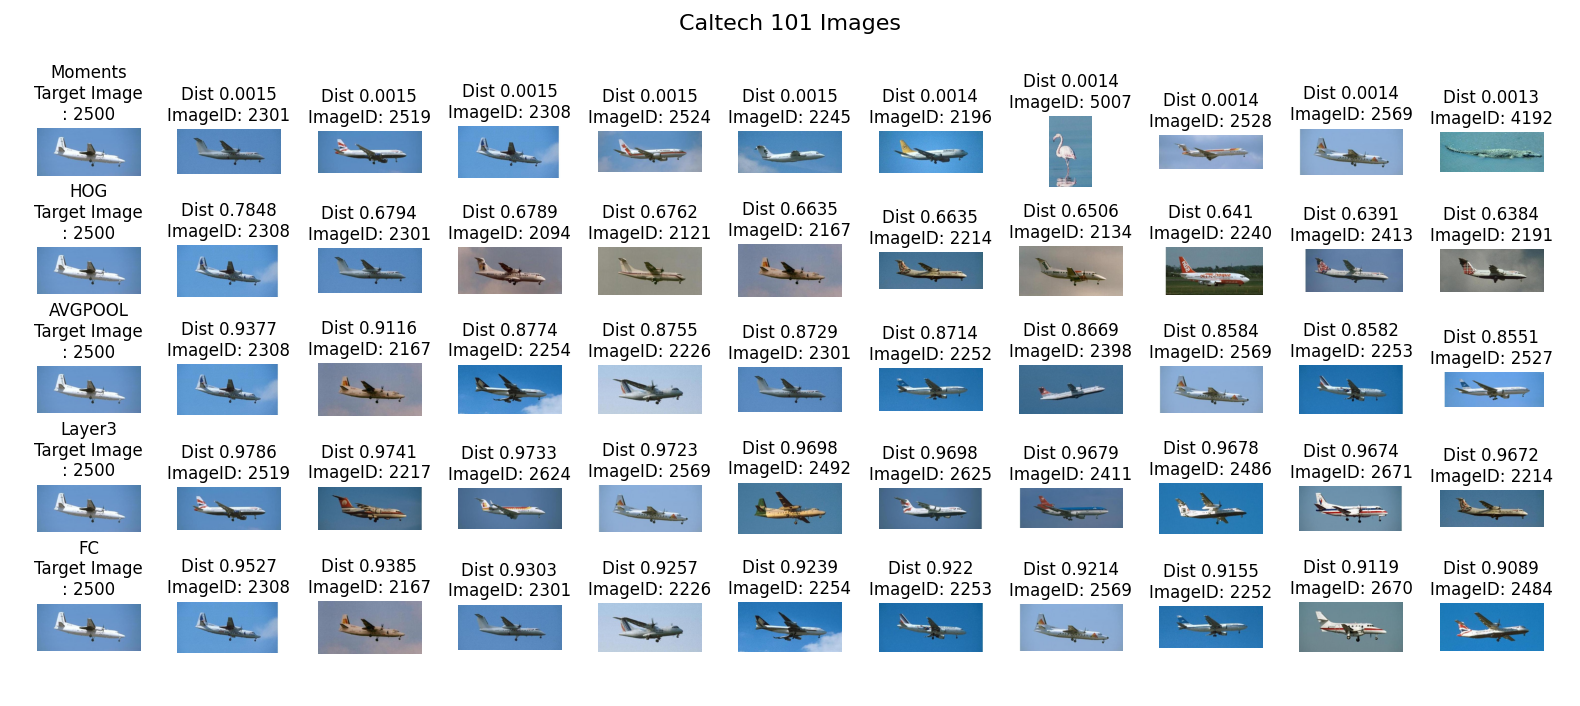 Caltech 101 Images
Moments
Target Image
: 2500
Dist 0.0015
ImageID: 2301
Dist 0.0015
ImageID: 2519
Dist 0.0015
ImageID: 2308
Dist 0.0015
ImageID: 2524
Dist 0.0015
ImageID: 2245
Dist 0.0014
ImageID: 2196
Dist 0.0014
ImageID: 5007
Dist 0.0014
ImageID: 2528
Dist 0.0014
ImageID: 2569
Dist 0.0013
ImageID: 4192
HOG
Target Image
: 2500
Dist 0.7848
ImageID: 2308
Dist 0.6794
ImageID: 2301
Dist 0.6789
ImageID: 2094
Dist 0.6762
ImageID: 2121
Dist 0.6635
ImageID: 2167
Dist 0.6635
ImageID: 2214
Dist 0.6506
ImageID: 2134
Dist 0.641
ImageID: 2240
Dist 0.6391
ImageID: 2413
Dist 0.6384
ImageID: 2191
AVGPOOL
Target Image
: 2500
Dist 0.9377
ImageID: 2308
Dist 0.9116
ImageID: 2167
Dist 0.8774
ImageID: 2254
Dist 0.8755
ImageID: 2226
Dist 0.8729
ImageID: 2301
Dist 0.8714
ImageID: 2252
Dist 0.8669
ImageID: 2398
Dist 0.8584
ImageID: 2569
Dist 0.8582
ImageID: 2253
Dist 0.8551
ImageID: 2527
Layer3
Target Image
: 2500
Dist 0.9786
ImageID: 2519
Dist 0.9741
ImageID: 2217
Dist 0.9733
ImageID: 2624
Dist 0.9723
ImageID: 2569
Dist 0.9698
ImageID: 2492
Dist 0.9698
ImageID: 2625
Dist 0.9679
ImageID: 2411
Dist 0.9678
ImageID: 2486
Dist 0.9674
ImageID: 2671
Dist 0.9672
ImageID: 2214
FC
Target Image
: 2500
Dist 0.9527
ImageID: 2308
Dist 0.9385
ImageID: 2167
Dist 0.9303
ImageID: 2301
Dist 0.9257
ImageID: 2226
Dist 0.9239
ImageID: 2254
Dist 0.922
ImageID: 2253
Dist 0.9214
ImageID: 2569
Dist 0.9155
ImageID: 2252
Dist 0.9119
ImageID: 2670
Dist 0.9089
ImageID: 2484